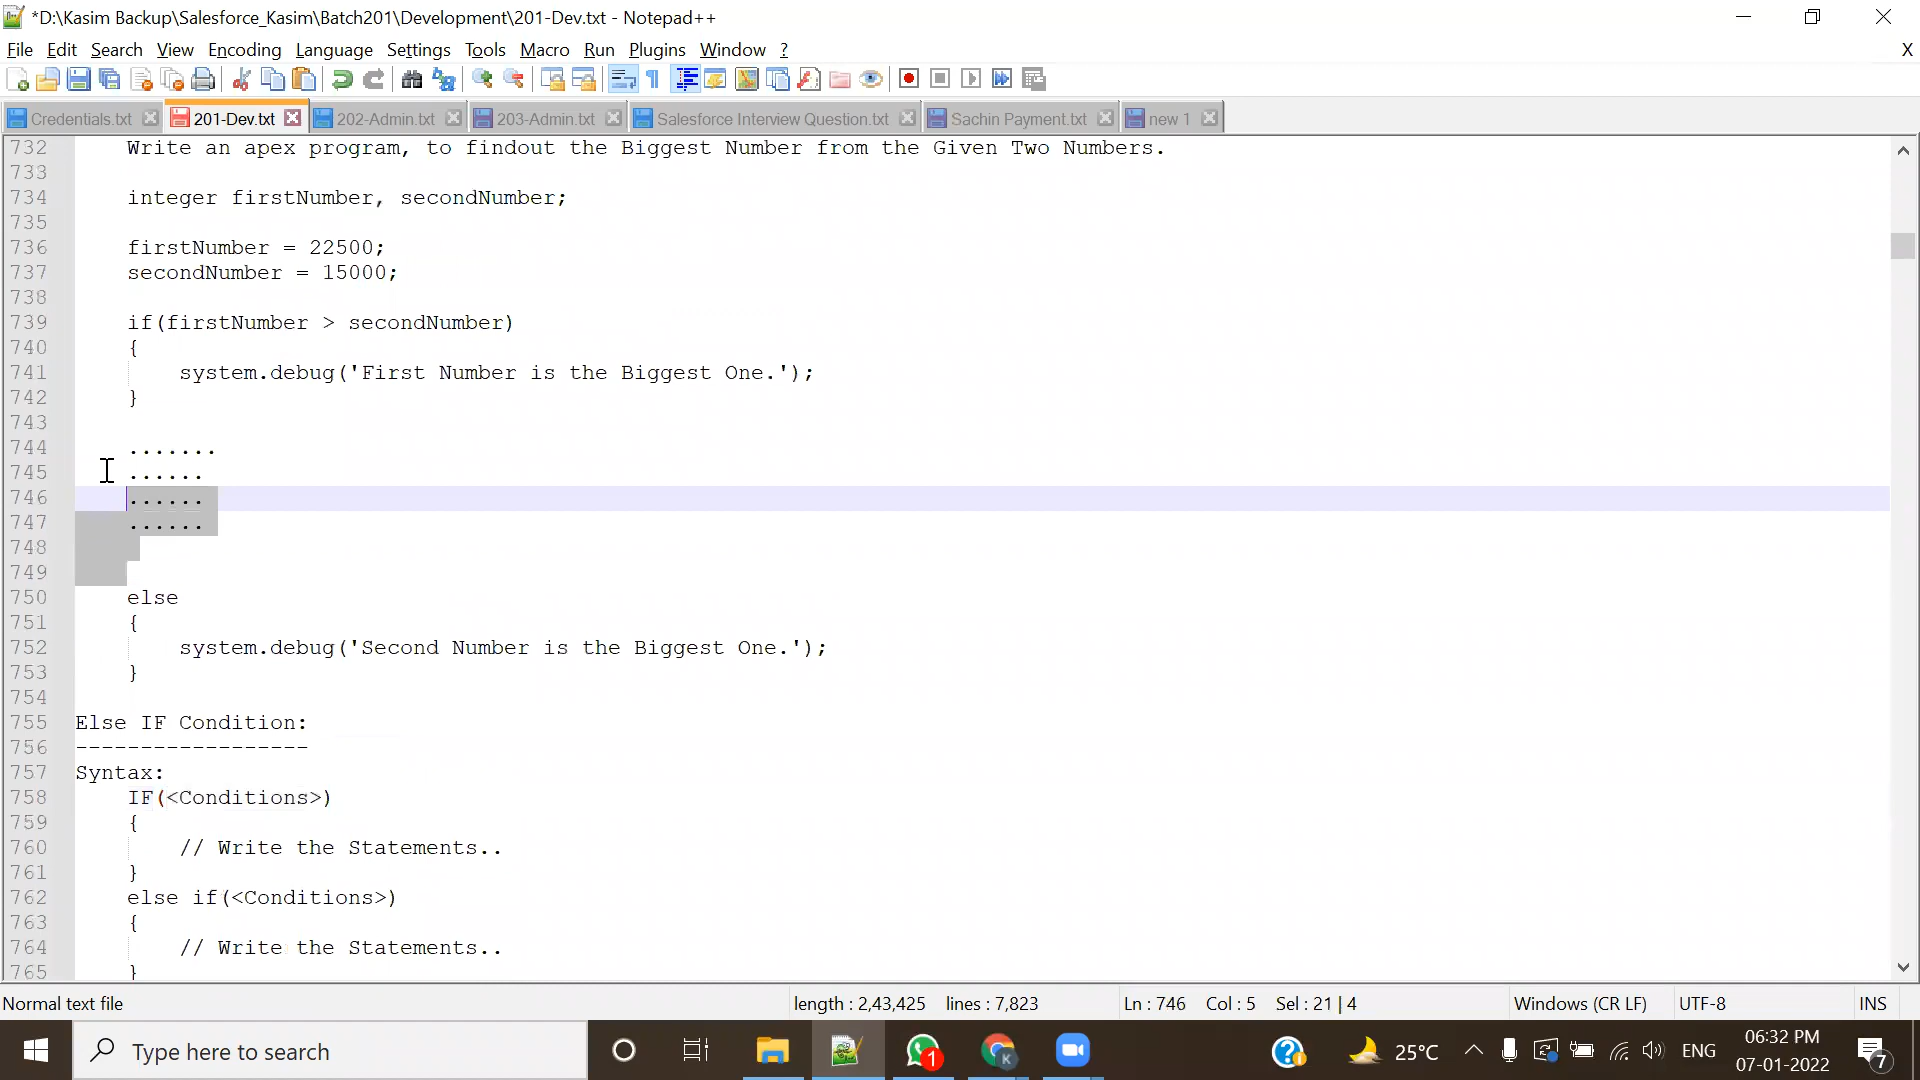 *D:\Kasim Backup\Salesforce_Kasim\Batch201\Development\201-Dev.txt - Notepad++
File Edit Search View Encoding Language Settings Tools Macro Run Plugins Window ? X
Credentials.txt 201-Dev.txt 202-Admin.txt 203-Admin.txt Salesforce Interview Question.txt Sachin Payment.txt new 1
732 Write an apex program, to findout the Biggest Number from the Given Two Numbers.
733
734 integer firstNumber, secondNumber;
735
736 firstNumber = 22500;
737 secondNumber = 15000;
738
739 if(firstNumber > secondNumber)
740 {
741 system.debug('First Number is the Biggest One.');
742 }
743
744 .......
745 ......
746 ......
747 ......
748
749
750 else
751 {
752 system.debug('Second Number is the Biggest One.');
753 }
754
755 Else IF Condition:
756 ------------------
757 Syntax:
758 IF(<Conditions>)
759 {
760 // Write the Statements..
761 }
762 else if(<Conditions>)
763 {
764 // Write the Statements..
765 }
Normal text file length : 2,43,425 lines : 7,823 Ln : 746 Col : 5 Sel : 21 | 4 Windows (CR LF) UTF-8 INS
Type here to search 1 K 25°C ENG 06:32 PM 7
07-01-2022